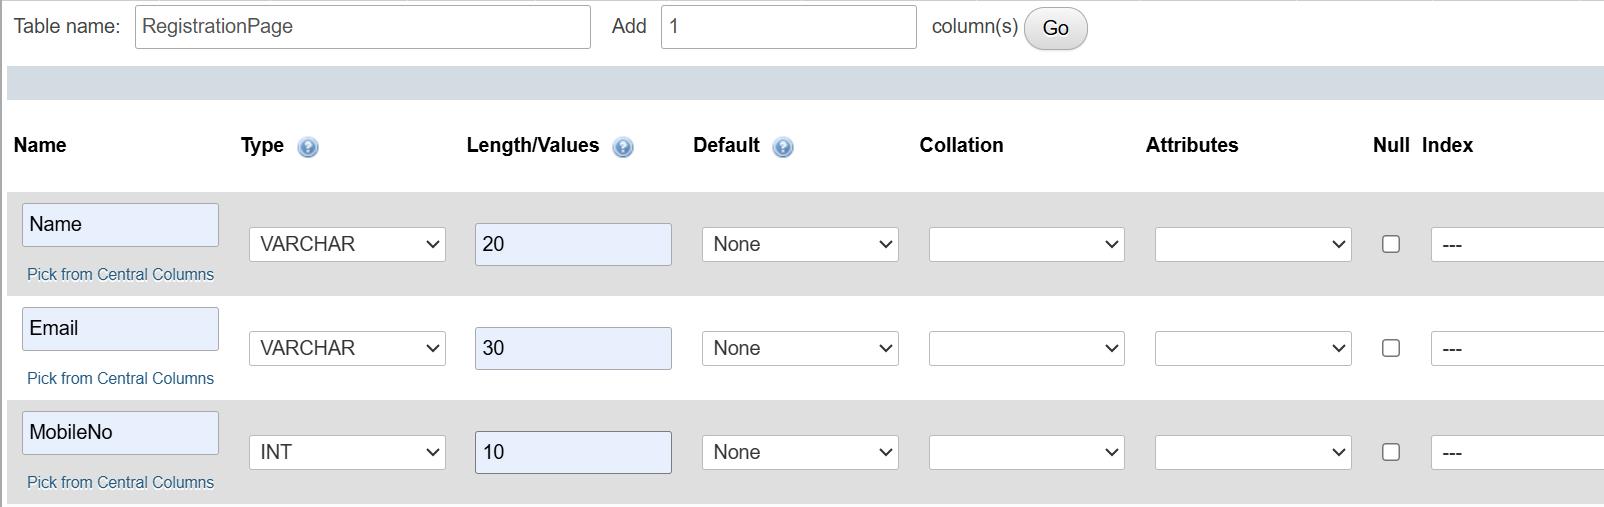 Table name: RegistrationPage Add 1 column(s) Go
Name Type Length/Values Default Collation Attributes Null Index
Name VARCHAR 20 None ---
Pick from Central Columns
Email VARCHAR 30 None ---
Pick from Central Columns
MobileNo INT 10 None ---
Pick from Central Columns